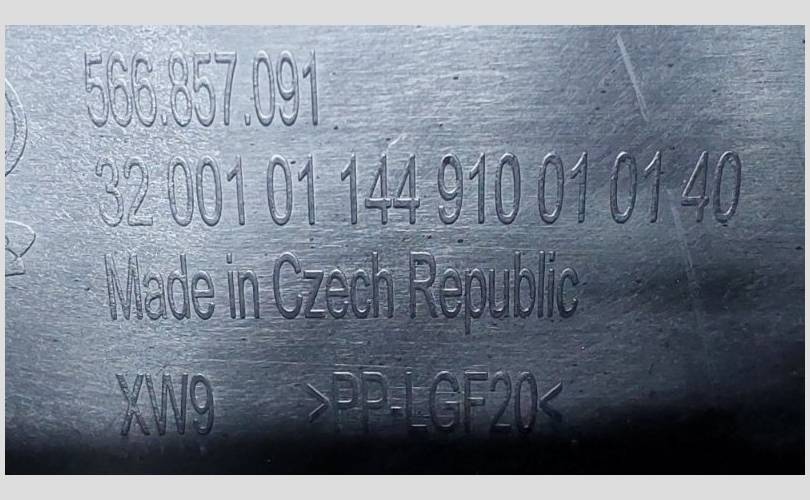 566.857.091
32 001 01 144 910 01 01 40
Made in Czech Republic
XW9 >PP-LGF20<